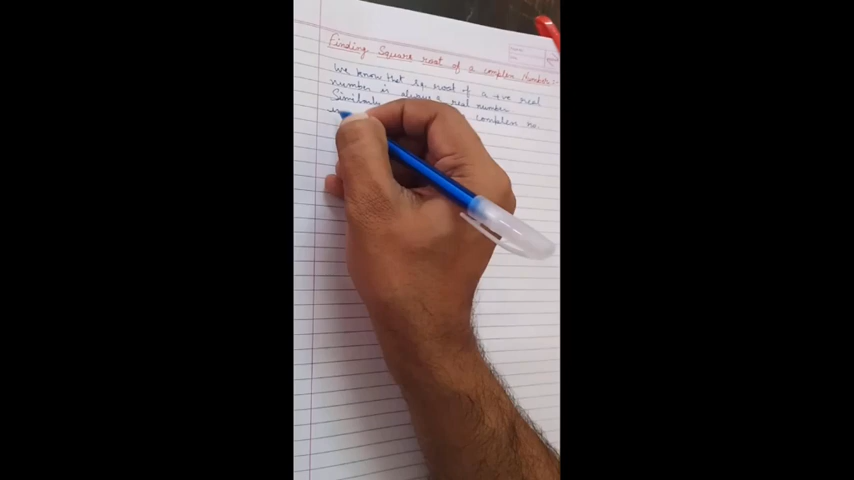 Finding Square root of a complex Number :-
We know that sq root of a +ve real
number is always a real number
Similarly complex no.